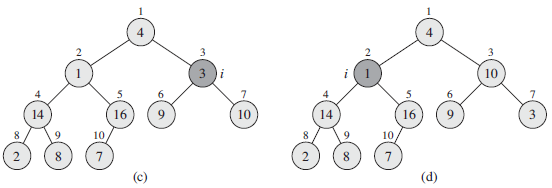 1 1
4 4
2 3 2 3
1 3 i i 1 10
4 5 6 7 4 5 6 7
14 16 9 10 14 16 9 3
8 9 10 8 9 10
2 8 7 2 8 7
(c) (d)